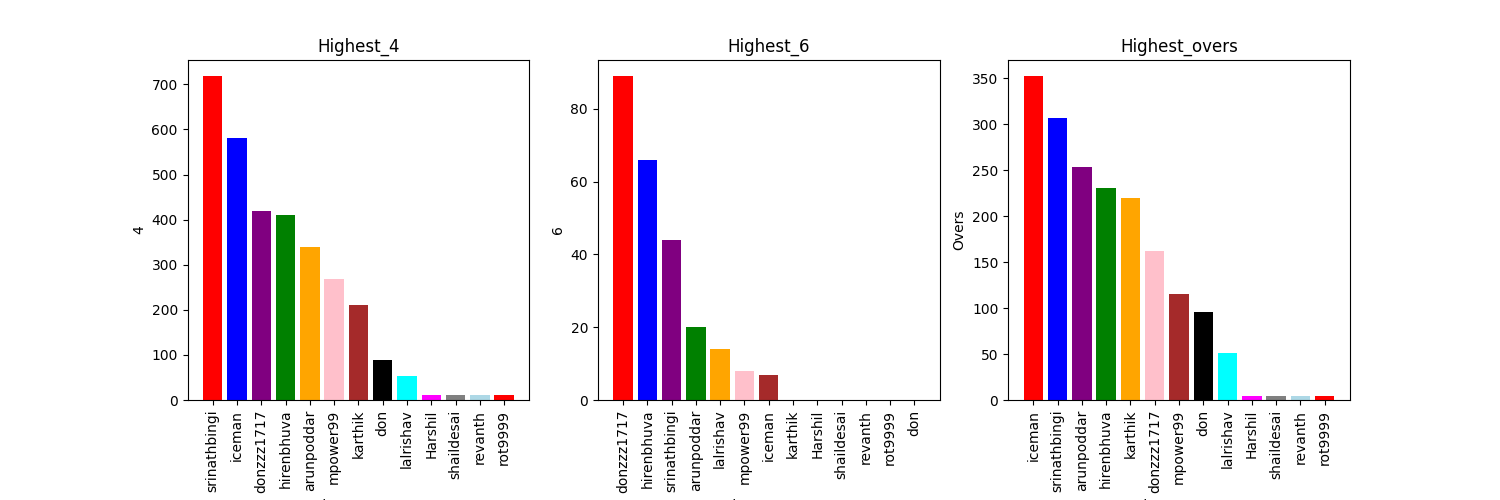 Highest_4
4
700
600
500
400
300
200
100
0
srinathbingi
iceman
donzzz1717
hirenbhuva
arunpoddar
mpower99
karthik
don
lalrishav
Harshil
shaildesai
revanth
rot9999
Highest_6
6
80
60
40
20
0
donzzz1717
hirenbhuva
srinathbingi
arunpoddar
lalrishav
mpower99
iceman
karthik
Harshil
shaildesai
revanth
rot9999
don
Highest_overs
Overs
350
300
250
200
150
100
50
0
iceman
srinathbingi
arunpoddar
hirenbhuva
karthik
donzzz1717
mpower99
don
lalrishav
Harshil
shaildesai
revanth
rot9999